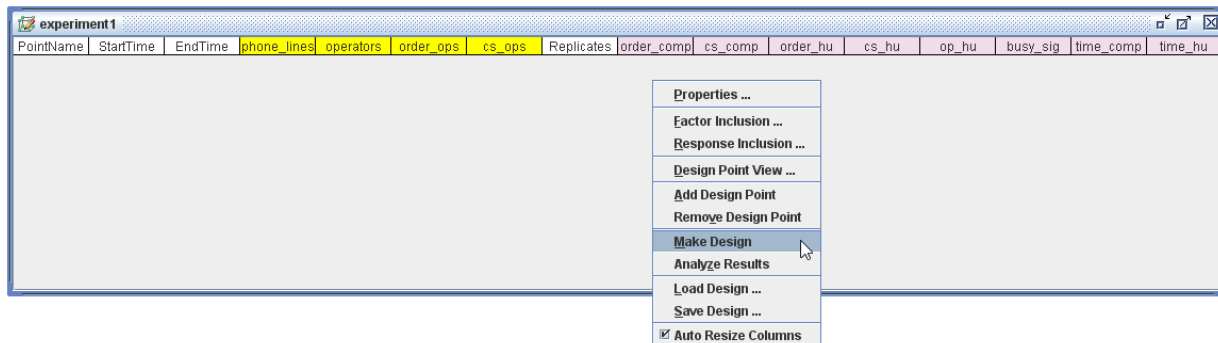 experiment1
PointName StartTime EndTime phone_lines operators order_ops cs_ops Replicates order_comp cs_comp order_hu cs_hu op_hu busy_sig time_comp time_hu
Properties ...
Factor Inclusion ...
Response Inclusion ...
Design Point View ...
Add Design Point
Remove Design Point
Make Design
Analyze Results
Load Design ...
Save Design ...
Auto Resize Columns